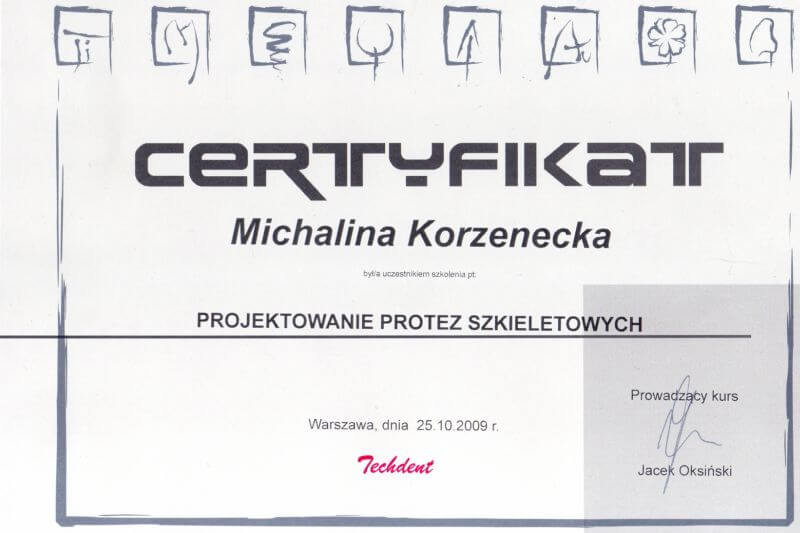 CERTYFIKAT
Michalina Korzenecka
był/a uczestnikiem szkolenia pt:
PROJEKTOWANIE PROTEZ SZKIELETOWYCH
Prowadzący kurs
Warszawa, dnia 25.10.2009 r.
Techdent
Jacek Oksiński